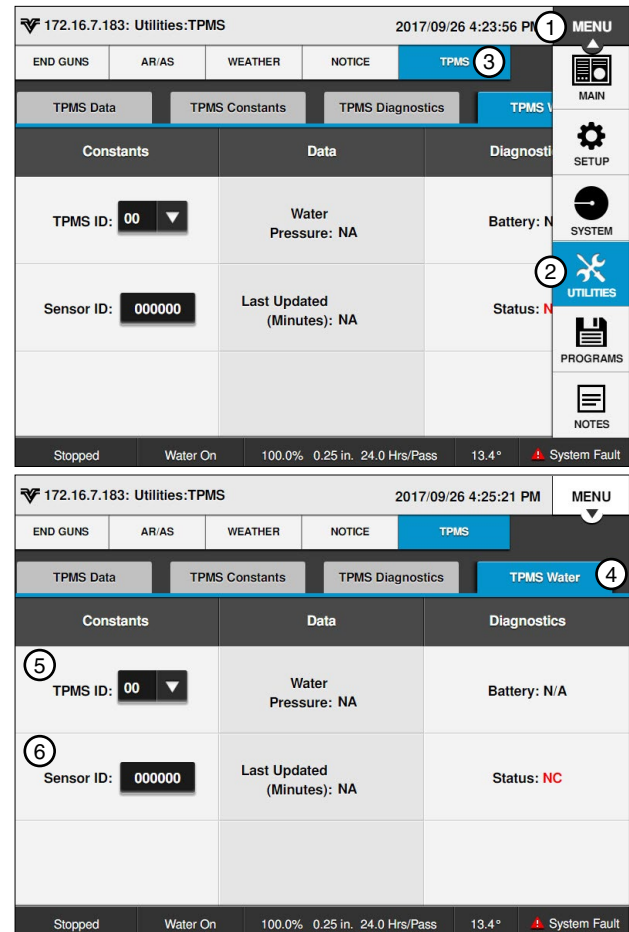 172.16.7.183: Utilities:TPMS 2017/09/26 4:23:56 PM 1 MENU
END GUNS AR/AS WEATHER NOTICE TPMS 3
MAIN
TPMS Data TPMS Constants TPMS Diagnostics TPMS W
Constants Data Diagnosti
SETUP
TPMS ID: 00 Water
Pressure: NA Battery: N
SYSTEM
2
UTILITIES
Sensor ID: 000000 Last Updated
(Minutes): NA Status: N
PROGRAMS
NOTES
Stopped Water On 100.0% 0.25 in. 24.0 Hrs/Pass 13.4° System Fault
172.16.7.183: Utilities:TPMS 2017/09/26 4:25:21 PM MENU
END GUNS AR/AS WEATHER NOTICE TPMS
TPMS Data TPMS Constants TPMS Diagnostics TPMS Water 4
Constants Data Diagnostics
5
TPMS ID: 00 Water
Pressure: NA Battery: N/A
6
Sensor ID: 000000 Last Updated
(Minutes): NA Status: NC
Stopped Water On 100.0% 0.25 in. 24.0 Hrs/Pass 13.4° System Fault